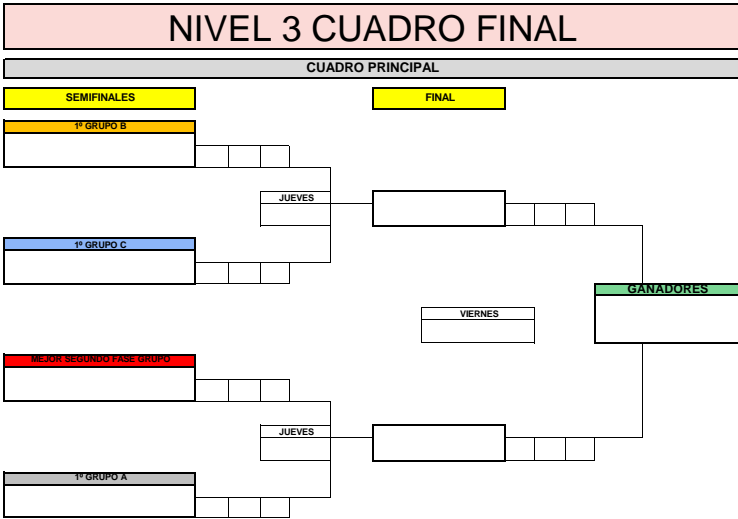 NIVEL 3 CUADRO FINAL
CUADRO PRINCIPAL
SEMIFINALES
FINAL
1º GRUPO B
JUEVES
1º GRUPO C
GANADORES
VIERNES
MEJOR SEGUNDO FASE GRUPO
JUEVES
1º GRUPO A